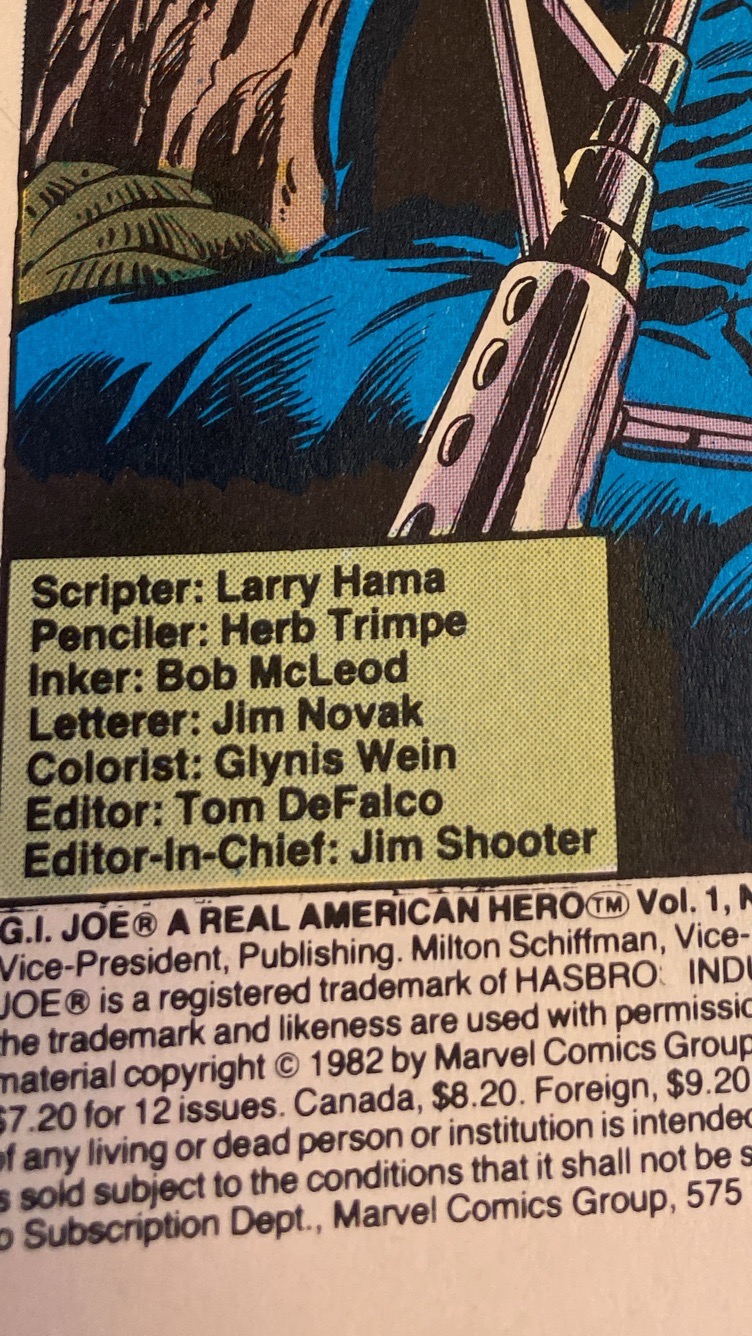 Scripter: Larry Hama
Penciler: Herb Trimpe
Inker: Bob McLeod
Letterer: Jim Novak
Colorist: Glynis Wein
Editor: Tom DeFalco
Editor-In-Chief: Jim Shooter
G.I. JOE® A REAL AMERICAN HERO™ Vol. 1, N
Vice-President, Publishing. Milton Schiffman, Vice-
JOE® is a registered trademark of HASBRO INDU
the trademark and likeness are used with permissio
material copyright © 1982 by Marvel Comics Group
$7.20 for 12 issues. Canada, $8.20. Foreign, $9.20
of any living or dead person or institution is intended
s sold subject to the conditions that it shall not be s
o Subscription Dept., Marvel Comics Group, 575